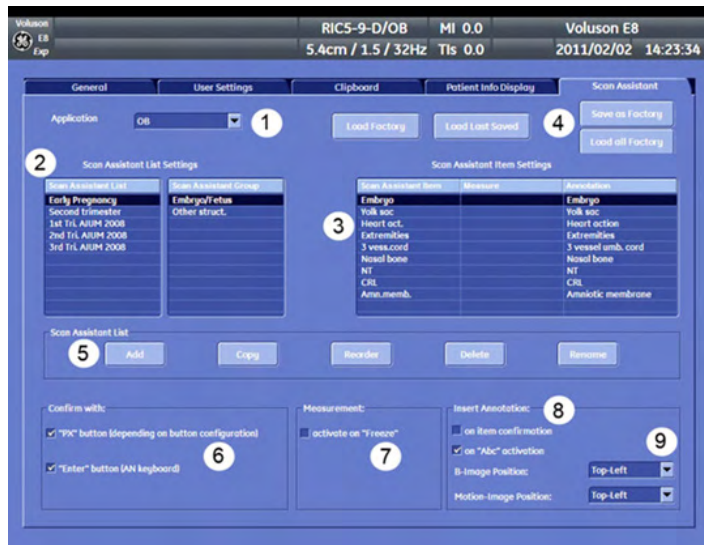 Voluson
E8
Exp
RIC5-9-D/OB MI 0.0 Voluson E8
5.4cm / 1.5 / 32Hz TIs 0.0 2011/02/02 14:23:34
General User Settings Clipboard Patient Info Display Scan Assistant
Application OB 1 Load Factory Load Last Saved 4 Save as Factory
Load all Factory
2 Scan Assistant List Settings Scan Assistant Item Settings
Scan Assistant List Scan Assistant Group Scan Assistant Item Measure Annotation
Early Pregnancy Embryo/Fetus Embryo Embryo
Second trimester Other struct. Yolk sac Yolk sac
1st Tri. AIUM 2008 3 Heart act. Heart action
2nd Tri. AIUM 2008 Extremities Extremities
3rd Tri. AIUM 2008 3 vess.cord 3 vessel umb. cord
Nasal bone Nasal bone
NT NT
CRL CRL
Amn.memb. Amniotic membrane
Scan Assistant List
5 Add Copy Reorder Delete Rename
Confirm with: Measurement: Insert Annotation: 8
"PX" button (depending on button configuration) activate on "Freeze" on item confirmation
6 7 on "Abc" activation 9
"Enter" button (AN keyboard) B-Image Position: Top-Left
Motion-Image Position: Top-Left